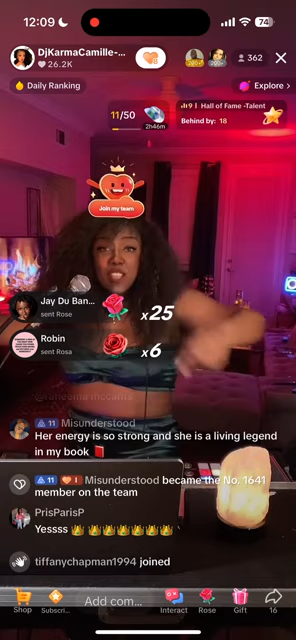 12:09
74
DjKarmaCamille-...
26.2K
200+
200+
362
Daily Ranking
Explore >
11/50
2h46m
Hall of Fame -Talent
Behind by: 18
Join my team
Jay Du Ban...
sent Rose
x25
Robin
sent Rosa
x6
11 Misunderstood
Her energy is so strong and she is a living legend
in my book
11 I Misunderstood became the No. 1641
member on the team
PrisParisP
Yessss
tiffanychapman1994 joined
Shop
Subscri...
Add com...
Interact
Rose
Gift
16